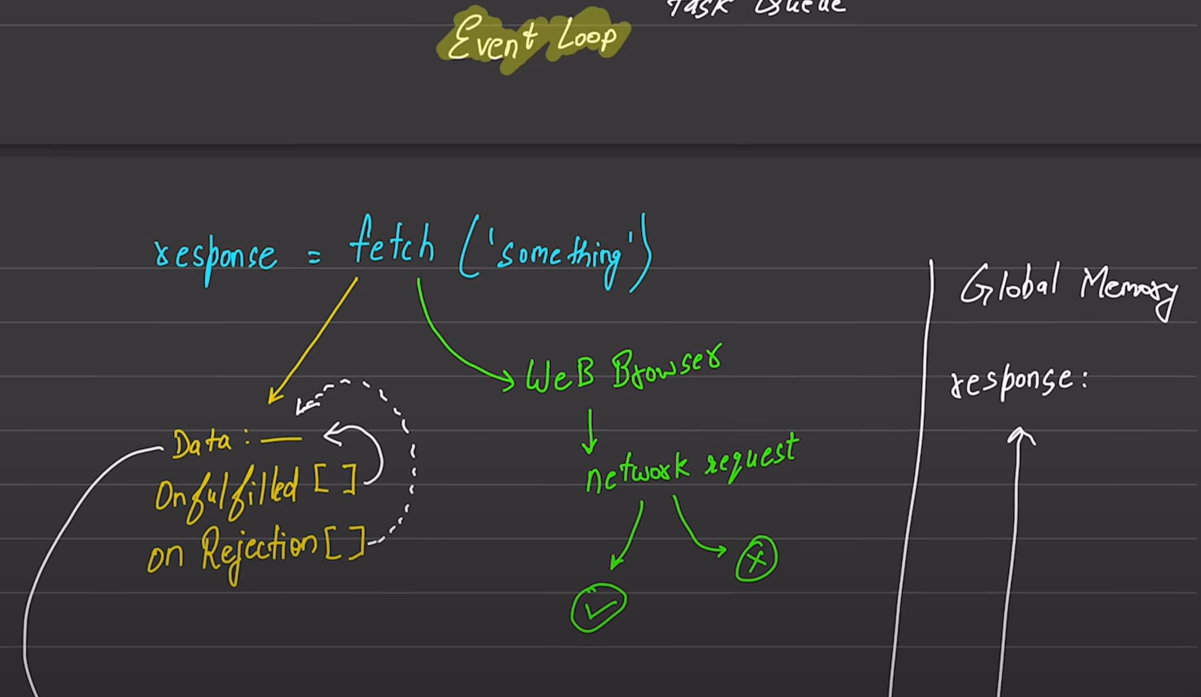 Task Queue
Event Loop
response = fetch ('something')
Global Memory
Web Browser
response:
Data: —
network request
Onfulfilled [ ]
on Rejection [ ]